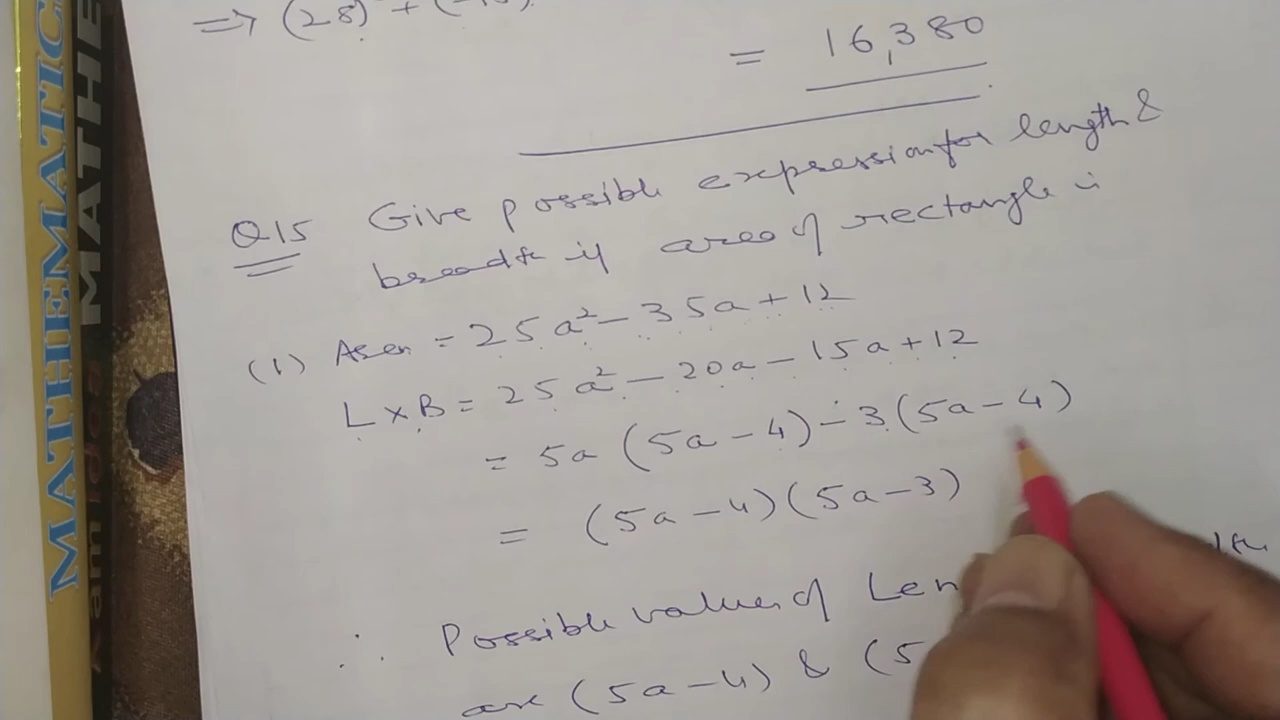 => (28)
= 16,380
Q15 Give possible expression for length &
breadth if area of rectangle is
(1) Area = 25a² - 35a + 12
L × B = 25a² - 20a - 15a + 12
= 5a (5a - 4) - 3 (5a - 4)
= (5a - 4) (5a - 3)
∴ Possible values of Len
are (5a - 4) & (5
MATHEMATIC
MATHE